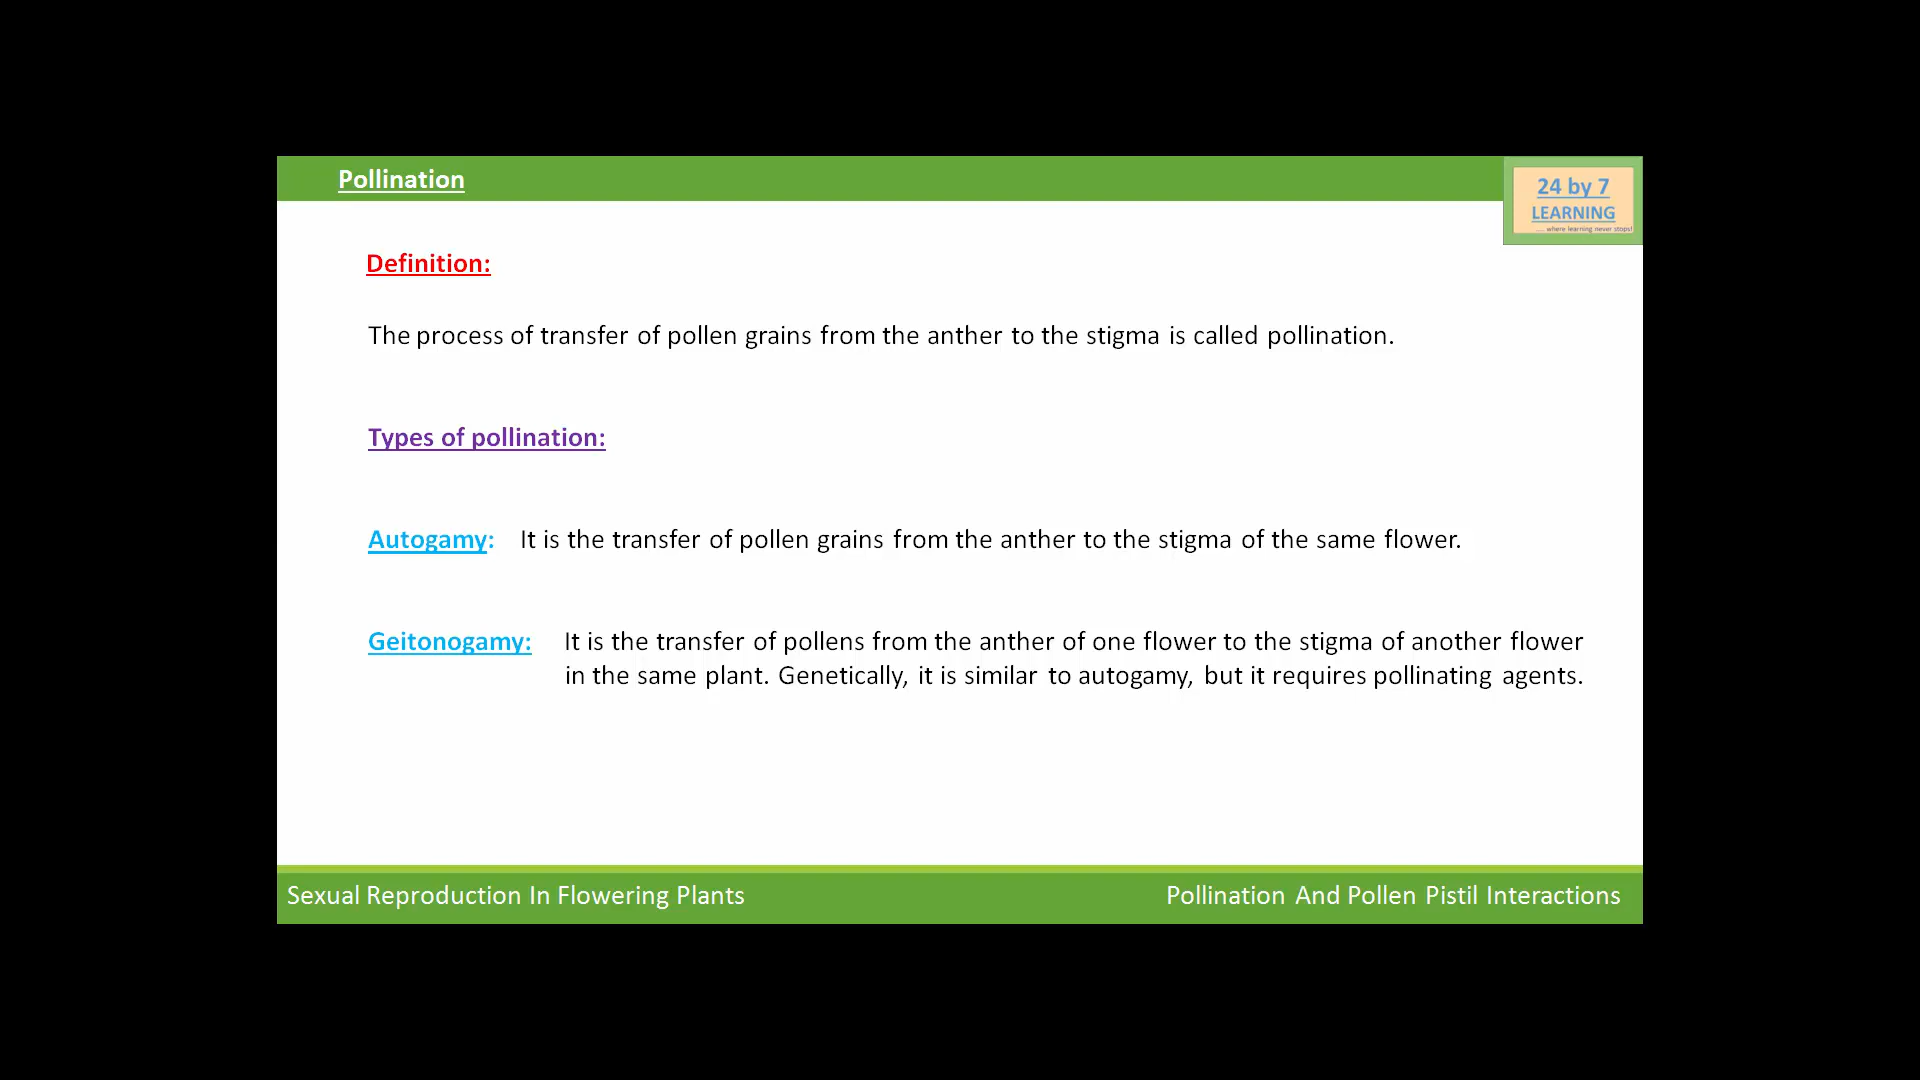 Pollination
24 by 7
LEARNING
.... where learning never stops!
Definition:
The process of transfer of pollen grains from the anther to the stigma is called pollination.
Types of pollination:
Autogamy: It is the transfer of pollen grains from the anther to the stigma of the same flower.
Geitonogamy: It is the transfer of pollens from the anther of one flower to the stigma of another flower
in the same plant. Genetically, it is similar to autogamy, but it requires pollinating agents.
Sexual Reproduction In Flowering Plants
Pollination And Pollen Pistil Interactions